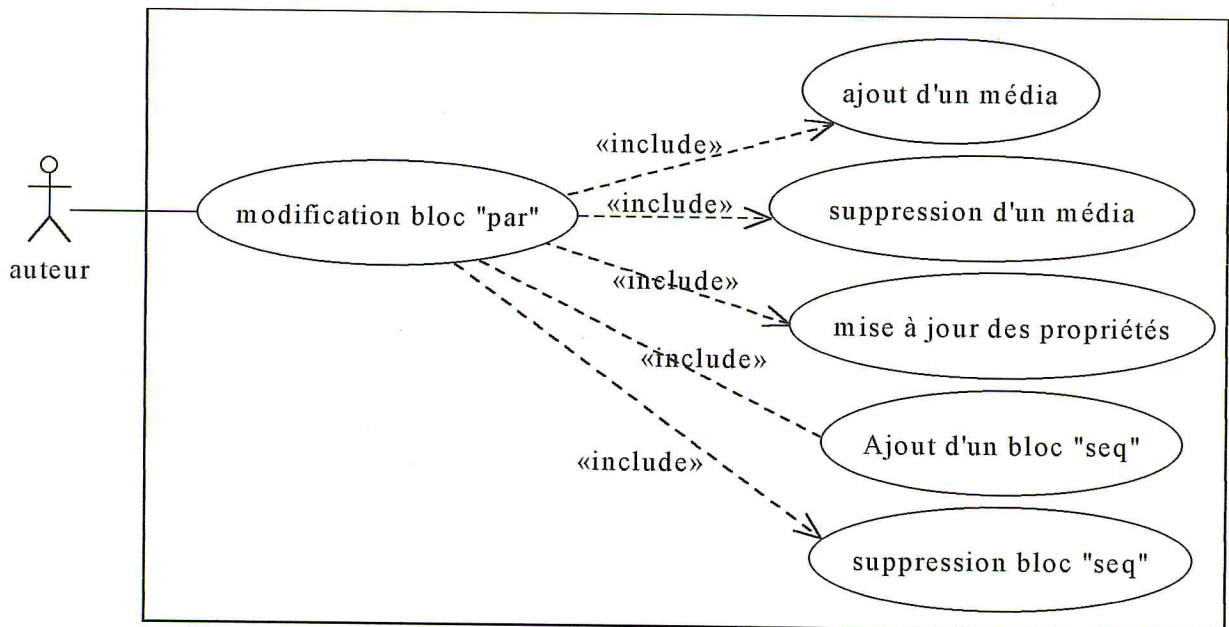 ajout d'un média
«include»
modification bloc "par"
«include»
suppression d'un média
auteur
«include»
mise à jour des propriétés
«include»
Ajout d'un bloc "seq"
«include»
suppression bloc "seq"